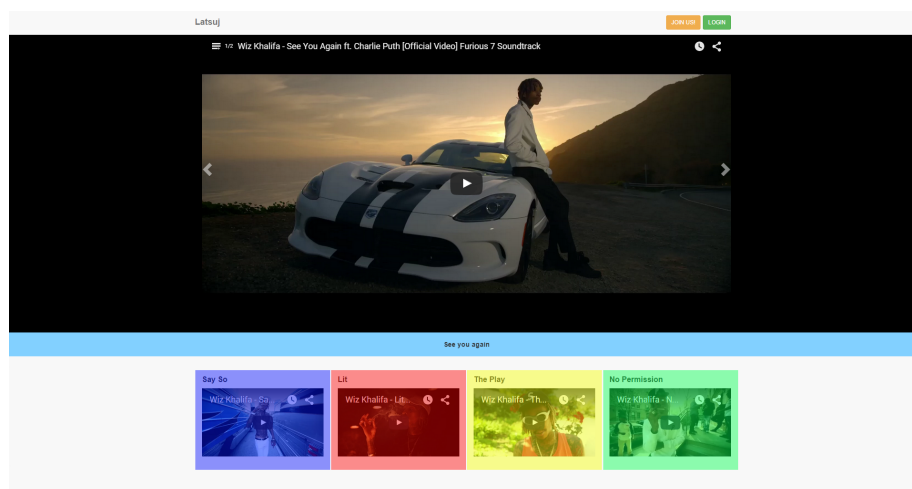 Latsuj
JOIN US!
LOGIN
1/2 Wiz Khalifa - See You Again ft. Charlie Puth [Official Video] Furious 7 Soundtrack
See you again
Say So
Lit
The Play
No Permission
Wiz Khalifa - Sa...
Wiz Khalifa - Lit...
Wiz Khalifa - Th...
Wiz Khalifa - N...